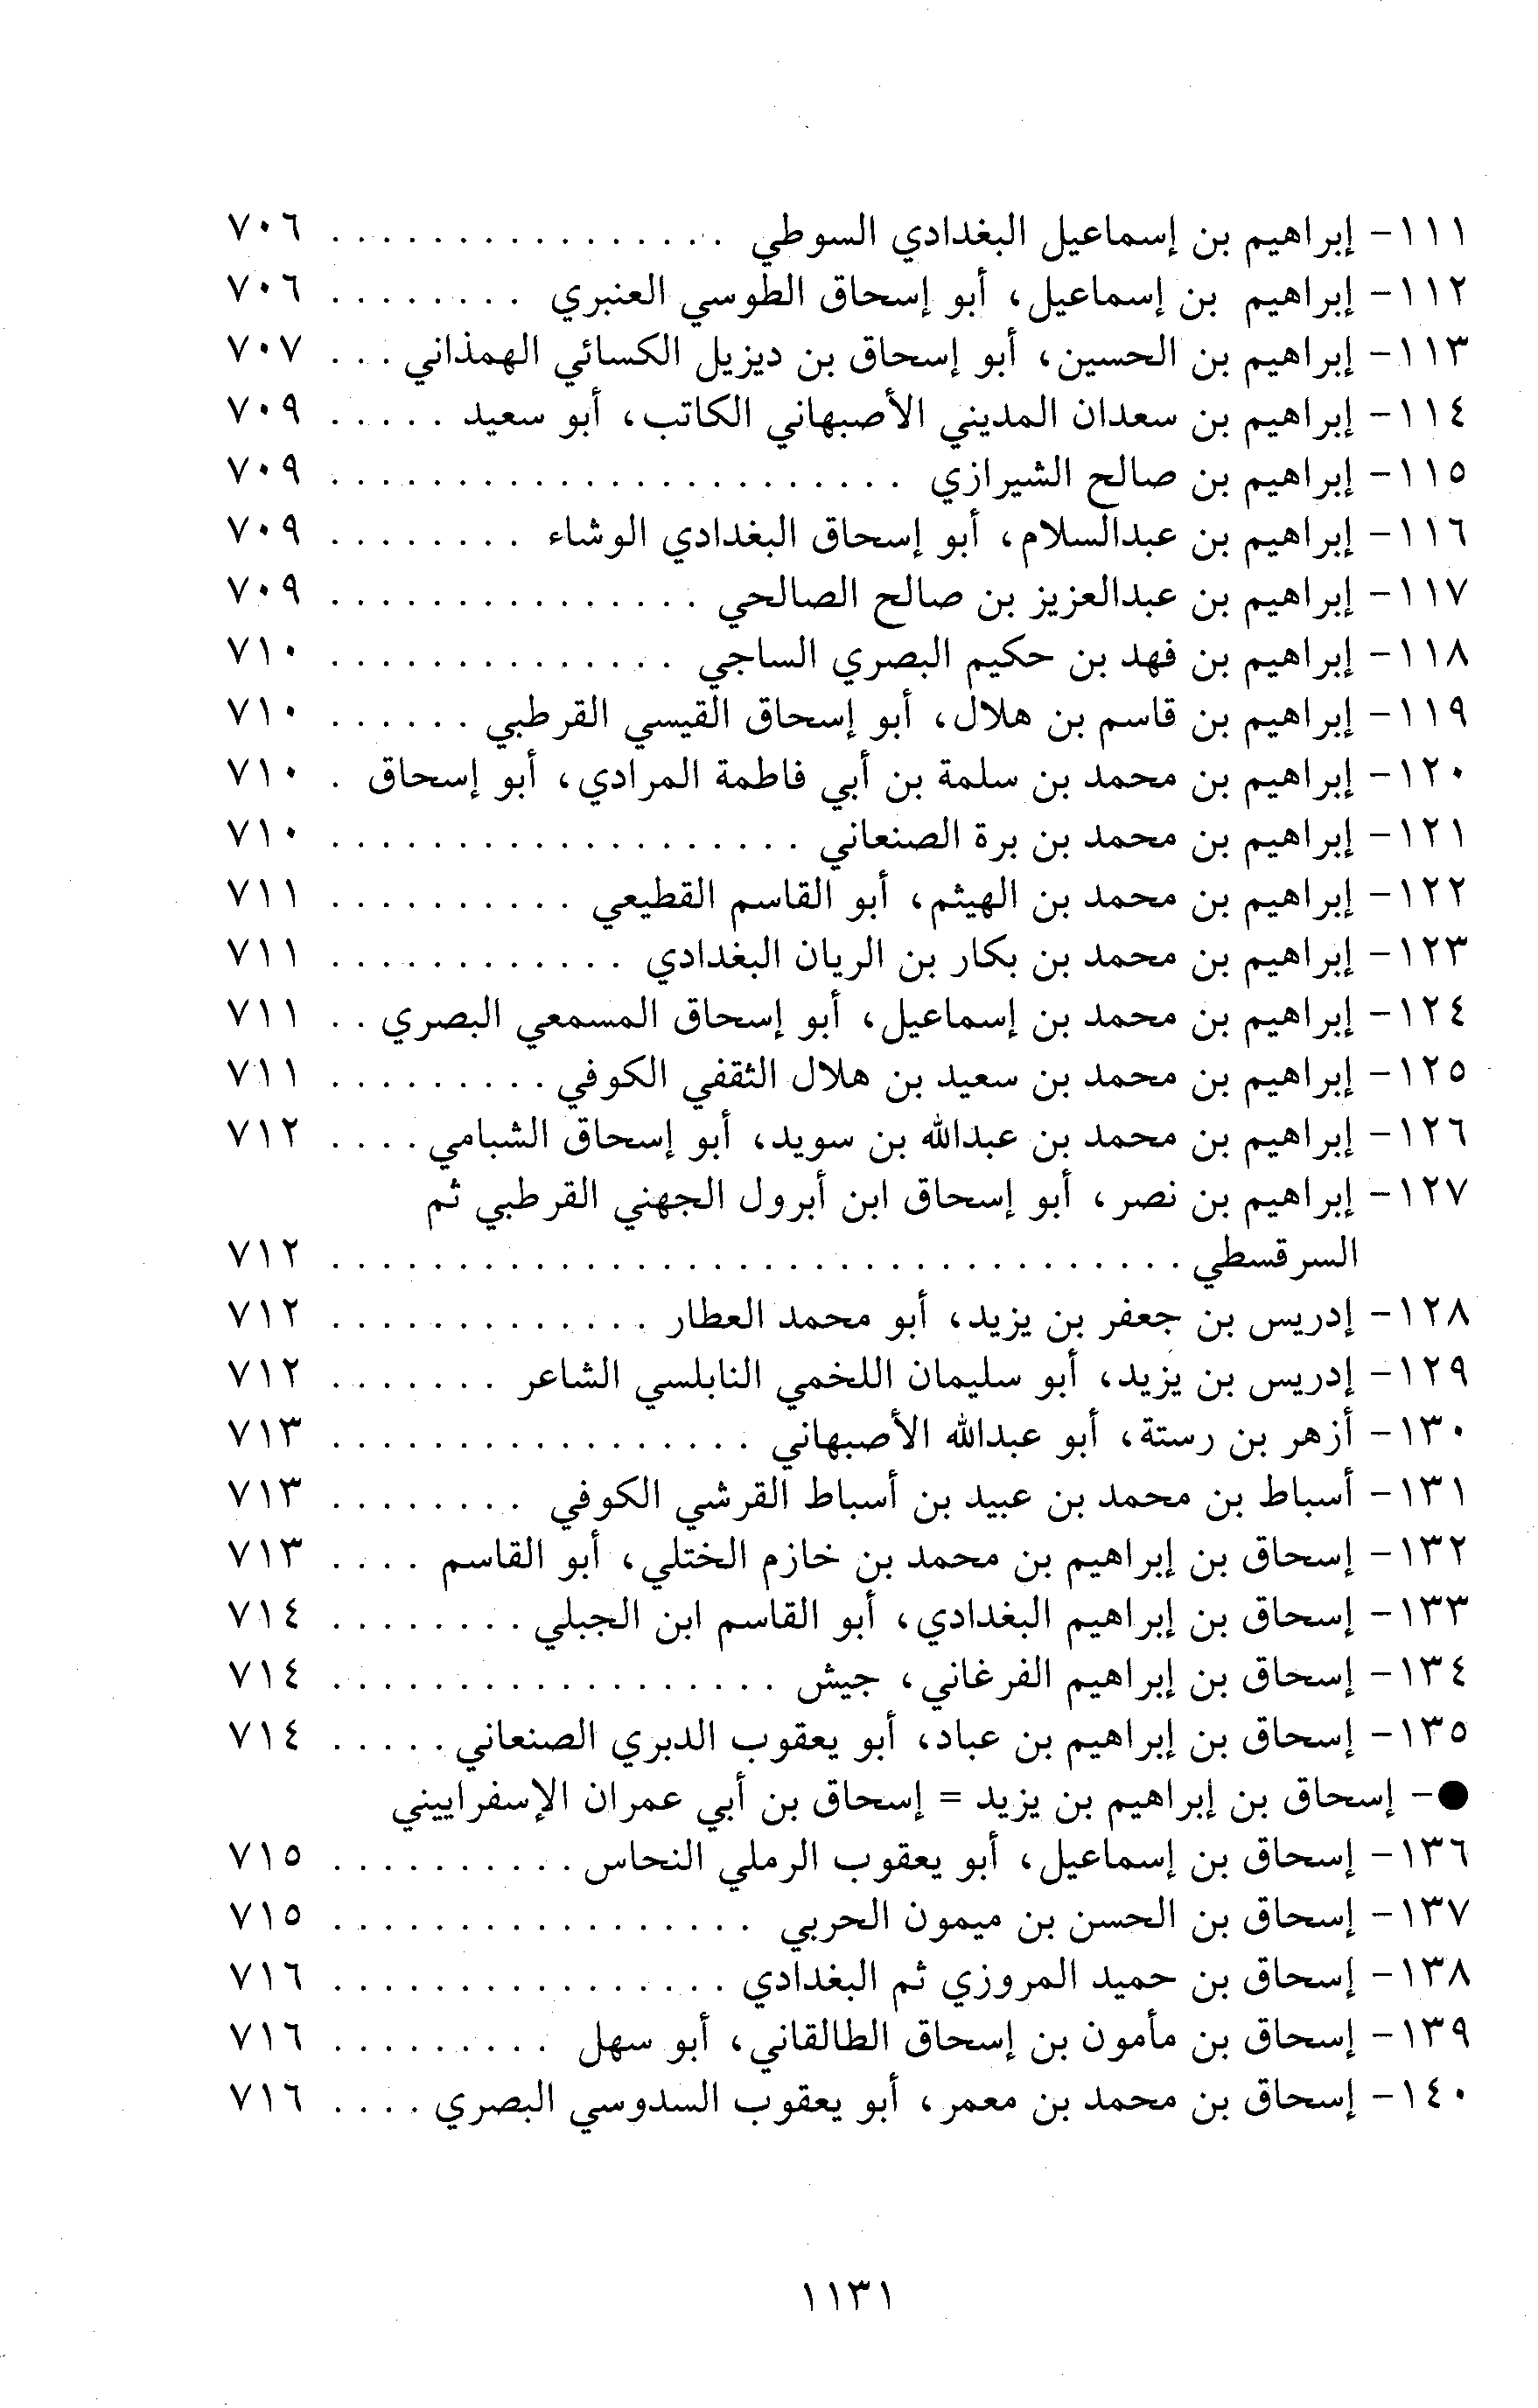 ١١١- إبراهيم بن إسماعيل البغدادي السوطي . . . . . . . . . . . . . . . . ٧٠٦
١١٢- إبراهيم بن إسماعيل، أبو إسحاق الطوسي العنبري . . . . . . . . ٧٠٦
١١٣- إبراهيم بن الحسين، أبو إسحاق بن ديزيل الكسائي الهمذاني . . . ٧٠٧
١١٤- إبراهيم بن سعدان المديني الأصبهاني الكاتب، أبو سعيد . . . . . ٧٠٩
١١٥- إبراهيم بن صالح الشيرازي . . . . . . . . . . . . . . . . . . . . . . . ٧٠٩
١١٦- إبراهيم بن عبدالسلام، أبو إسحاق البغدادي الوشاء . . . . . . . . ٧٠٩
١١٧- إبراهيم بن عبدالعزيز بن صالح الصالحي . . . . . . . . . . . . . . . ٧٠٩
١١٨- إبراهيم بن فهد بن حكيم البصري الساجي . . . . . . . . . . . . . . ٧١٠
١١٩- إبراهيم بن قاسم بن هلال، أبو إسحاق القيسي القرطبي . . . . . . ٧١٠
١٢٠- إبراهيم بن محمد بن سلمة بن أبي فاطمة المرادي، أبو إسحاق . ٧١٠
١٢١- إبراهيم بن محمد بن برة الصنعاني . . . . . . . . . . . . . . . . . . . ٧١٠
١٢٢- إبراهيم بن محمد بن الهيثم، أبو القاسم القطيعي . . . . . . . . . . ٧١١
١٢٣- إبراهيم بن محمد بن بكار بن الريان البغدادي . . . . . . . . . . . . ٧١١
١٢٤- إبراهيم بن محمد بن إسماعيل، أبو إسحاق المسمعي البصري . . ٧١١
١٢٥- إبراهيم بن محمد بن سعيد بن هلال الثقفي الكوفي . . . . . . . . . ٧١١
١٢٦- إبراهيم بن محمد بن عبدالله بن سويد، أبو إسحاق الشبامي . . . . ٧١٢
١٢٧- إبراهيم بن نصر، أبو إسحاق ابن أبرول الجهني القرطبي ثم
السرقسطي . . . . . . . . . . . . . . . . . . . . . . . . . . . . . . . . . . ٧١٢
١٢٨- إدريس بن جعفر بن يزيد، أبو محمد العطار . . . . . . . . . . . . . ٧١٢
١٢٩- إدريس بن يزيد، أبو سليمان اللخمي النابلسي الشاعر . . . . . . . ٧١٢
١٣٠- أزهر بن رستة، أبو عبدالله الأصبهاني . . . . . . . . . . . . . . . . . ٧١٣
١٣١- أسباط بن محمد بن عبيد بن أسباط القرشي الكوفي . . . . . . . . ٧١٣
١٣٢- إسحاق بن إبراهيم بن محمد بن خازم الختلي، أبو القاسم . . . . ٧١٣
١٣٣- إسحاق بن إبراهيم البغدادي، أبو القاسم ابن الجبلي . . . . . . . . ٧١٤
١٣٤- إسحاق بن إبراهيم الفرغاني، جيش . . . . . . . . . . . . . . . . . . ٧١٤
١٣٥- إسحاق بن إبراهيم بن عباد، أبو يعقوب الدبري الصنعاني . . . . . ٧١٤
●- إسحاق بن إبراهيم بن يزيد = إسحاق بن أبي عمران الإسفراييني
١٣٦- إسحاق بن إسماعيل، أبو يعقوب الرملي النحاس . . . . . . . . . . ٧١٥
١٣٧- إسحاق بن الحسن بن ميمون الحربي . . . . . . . . . . . . . . . . . ٧١٥
١٣٨- إسحاق بن حميد المروزي ثم البغدادي . . . . . . . . . . . . . . . . ٧١٦
١٣٩- إسحاق بن مأمون بن إسحاق الطالقاني، أبو سهل . . . . . . . . . ٧١٦
١٤٠- إسحاق بن محمد بن معمر، أبو يعقوب السدوسي البصري . . . . ٧١٦
١١٣١